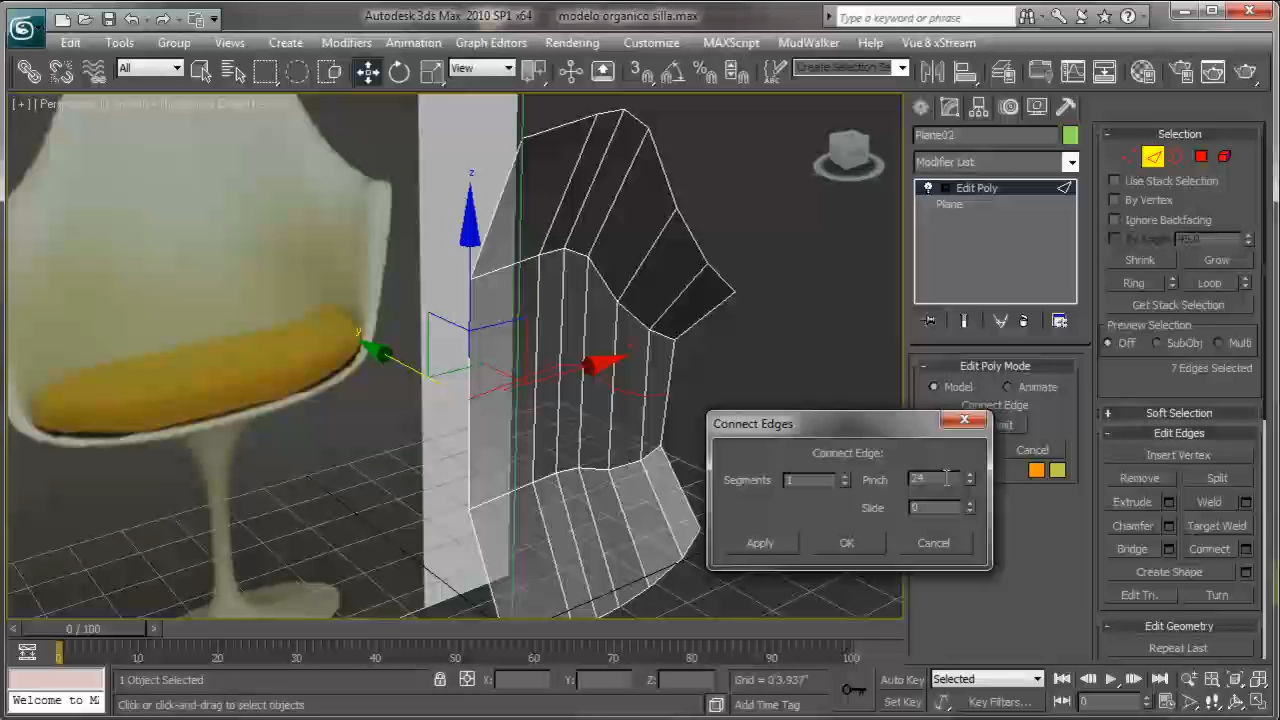 Autodesk 3ds Max 2010 SP1 x64 modelo organico silla.max
Type a keyword or phrase
Edit Tools Group Views Create Modifiers Animation Graph Editors Rendering Customize MAXScript MudWalker Help Vue 8 xStream
All
View
Create Selection Se
Plane02
Modifier List
Edit Poly
Plane
Selection
Use Stack Selection
By Vertex
Ignore Backfacing
By Angle: 45.0
Shrink Grow
Ring Loop
Get Stack Selection
Preview Selection
Off SubObj Multi
7 Edges Selected
Edit Poly Mode
Model Animate
Connect Edge
Cancel
Soft Selection
Edit Edges
Insert Vertex
Remove Split
Extrude Weld
Chamfer Target Weld
Bridge Connect
Create Shape
Edit Tri. Turn
Edit Geometry
Repeat Last
z
y
Connect Edges
Connect Edge:
Segments 1 Pinch 24
Slide 0
Apply OK Cancel
0 / 100
10 20 30 40 50 60 70 80 90 100
1 Object Selected X: Y: Z: Grid = 0'3.937" Auto Key Selected
Welcome to M Click or click-and-drag to select objects Add Time Tag Set Key Key Filters... 0